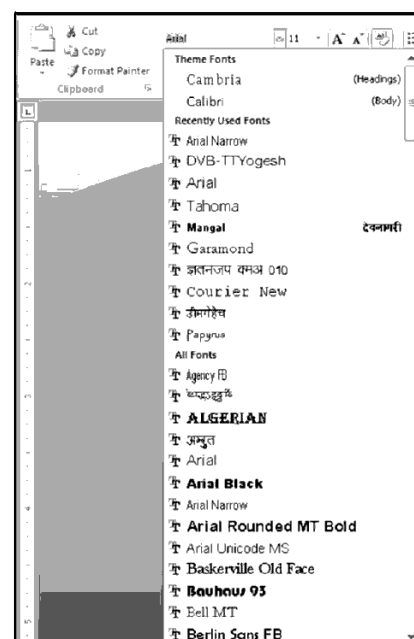 Cut
Copy
Paste
Format Painter
Clipboard
Arial
11
Theme Fonts
Cambria (Headings)
Calibri (Body)
Recently Used Fonts
Arial Narrow
DVB-TTYogesh
Arial
Tahoma
Mangal देवनागरी
Garamond
010
Courier New
Papyrus
All Fonts
Agency FB
ALGERIAN
Arial
Arial Black
Arial Narrow
Arial Rounded MT Bold
Arial Unicode MS
Baskerville Old Face
Bauhaus 93
Bell MT
Berlin Sans FB